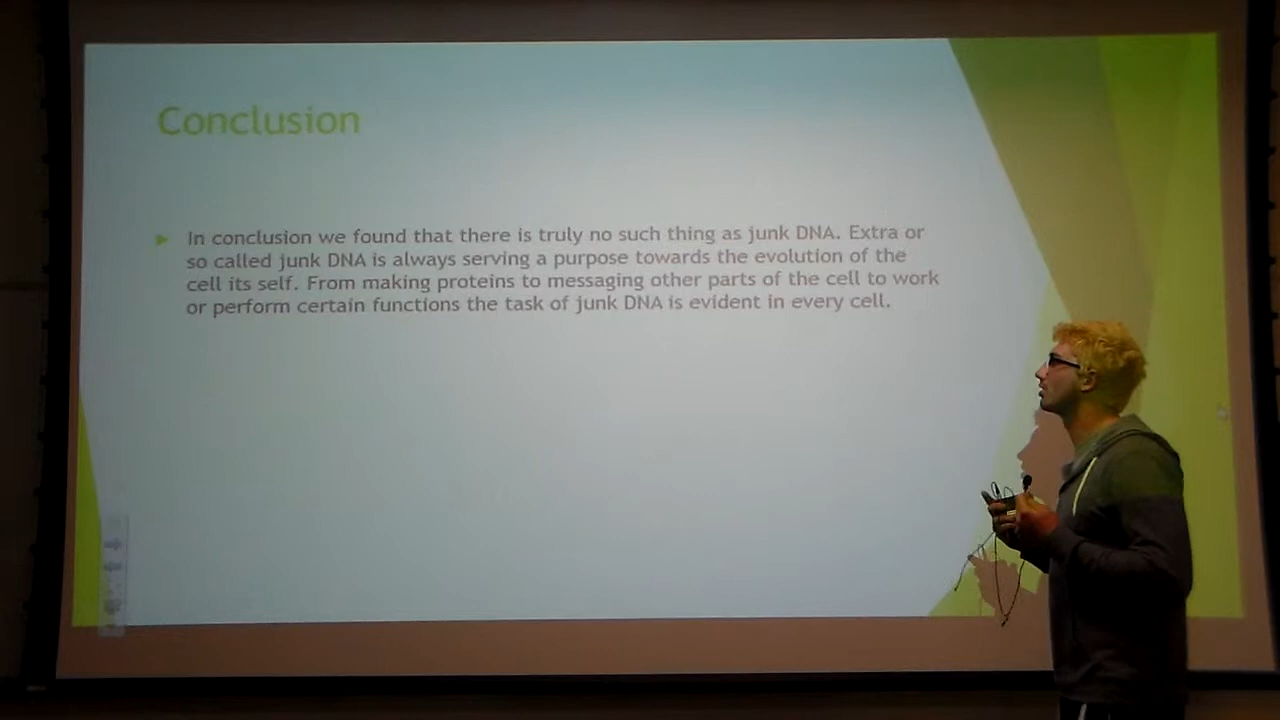 Conclusion
In conclusion we found that there is truly no such thing as junk DNA. Extra or
so called junk DNA is always serving a purpose towards the evolution of the
cell its self. From making proteins to messaging other parts of the cell to work
or perform certain functions the task of junk DNA is evident in every cell.